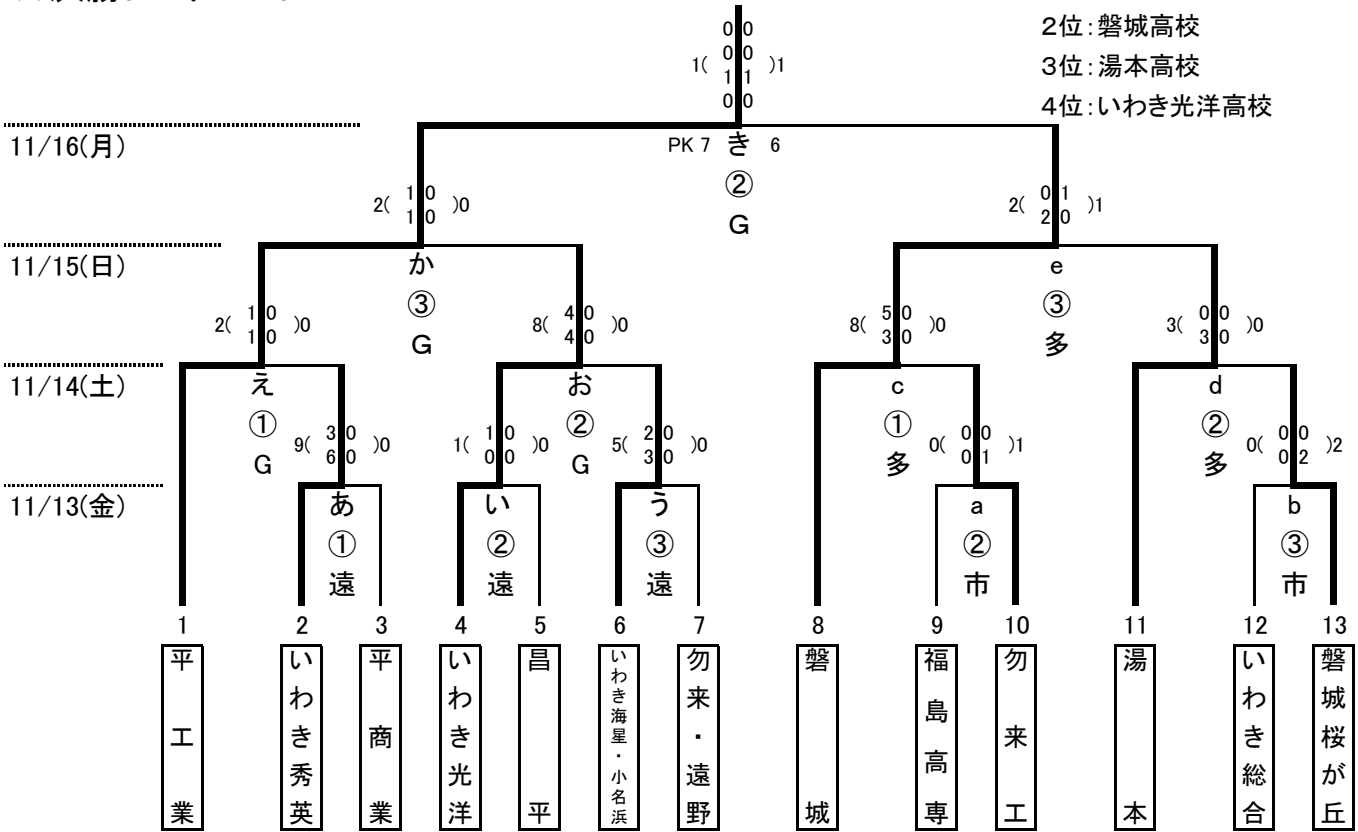 2位：磐城高校
3位：湯本高校
4位：いわき光洋高校
0 0
0 0
1( )1
1 1
0 0
11/16(月)
PK 7 き 6
②
G
2( 1 0 )0
1 0
2( 0 1 )1
2 0
11/15(日)
か
③
G
e
③
多
2( 1 0 )0
1 0
8( 4 0 )0
4 0
8( 5 0 )0
3 0
3( 0 0 )0
3 0
11/14(土)
え
①
G
お
②
G
c
①
多
d
②
多
9( 3 0 )0
6 0
1( 1 0 )0
0 0
5( 2 0 )0
3 0
0( 0 0 )1
0 1
0( 0 0 )2
0 2
11/13(金)
あ
①
遠
い
②
遠
う
③
遠
a
②
市
b
③
市
1 2 3 4 5 6 7 8 9 10 11 12 13
平工業
いわき秀英
平商業
いわき光洋
昌平
いわき海星・小名浜
勿来・遠野
磐城
福島高専
勿来工
湯本
いわき総合
磐城桜が丘